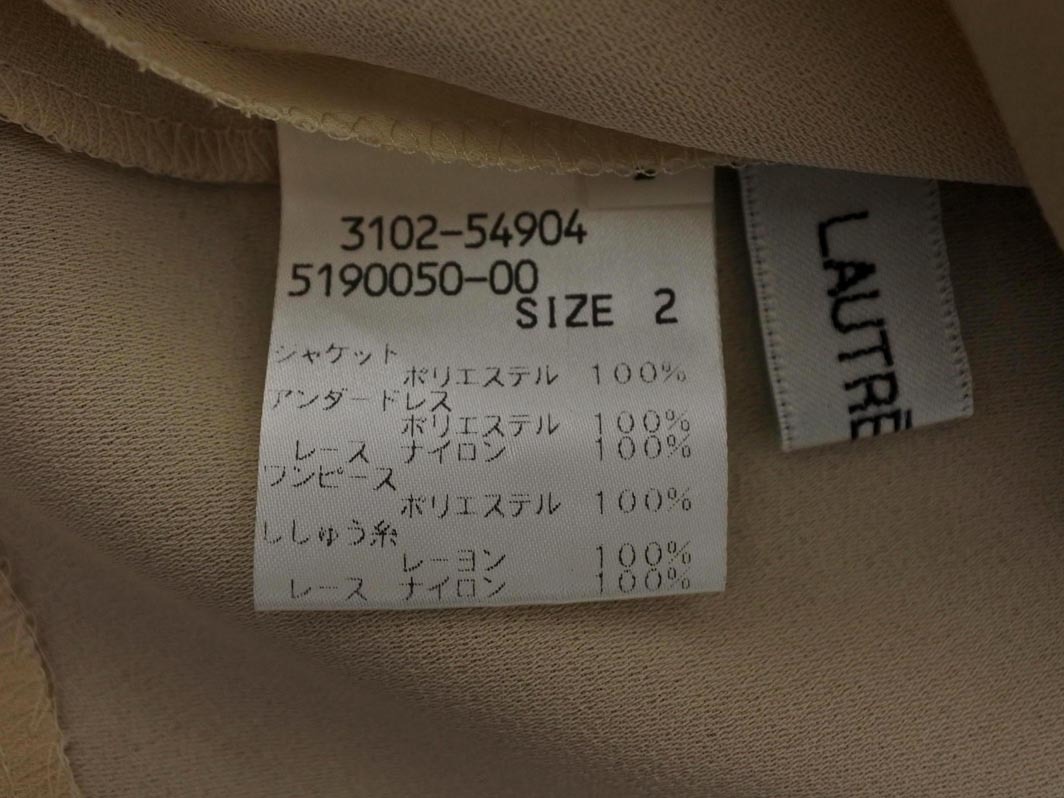 3102-54904
5190050-00
SIZE 2
ジャケット
ポリエステル 100%
アンダードレス
ポリエステル 100%
レース ナイロン 100%
ワンピース
ポリエステル 100%
ししゅう糸
レーヨン 100%
レース ナイロン 100%
LAUTRÉ